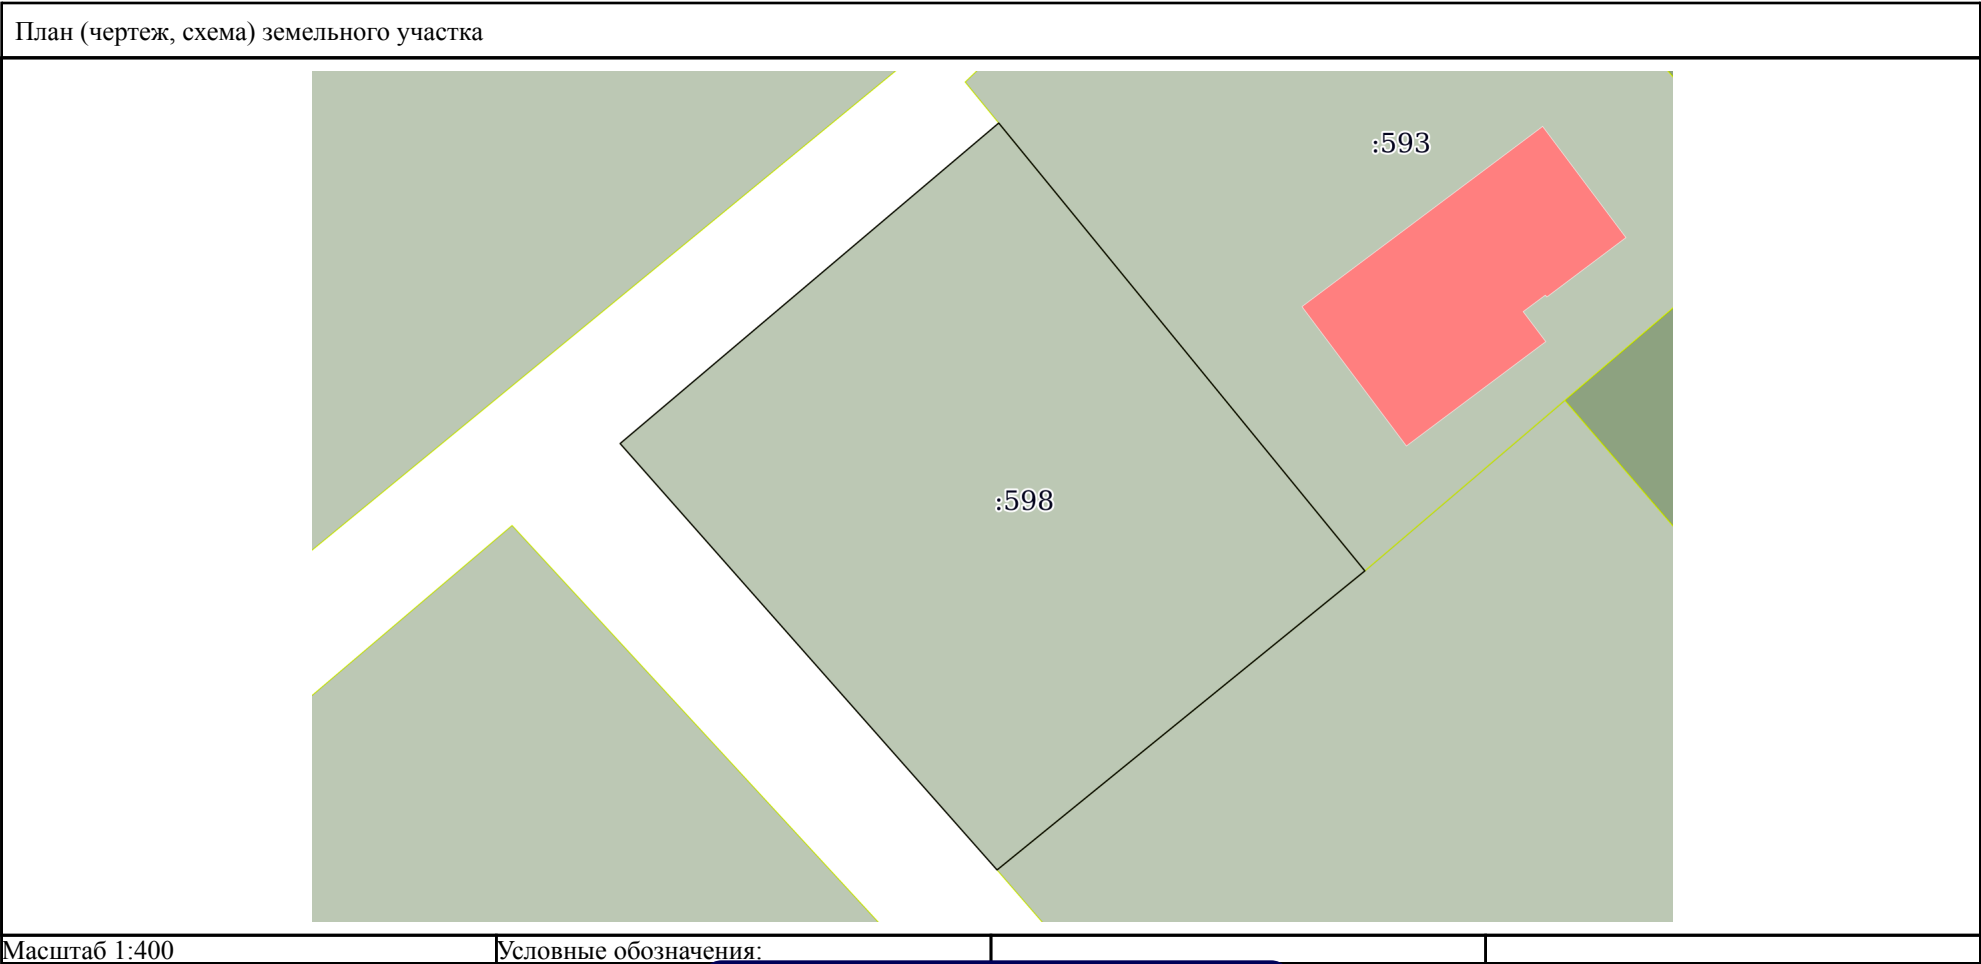 План (чертеж, схема) земельного участка
:593
:598
Масштаб 1:400
Условные обозначения: